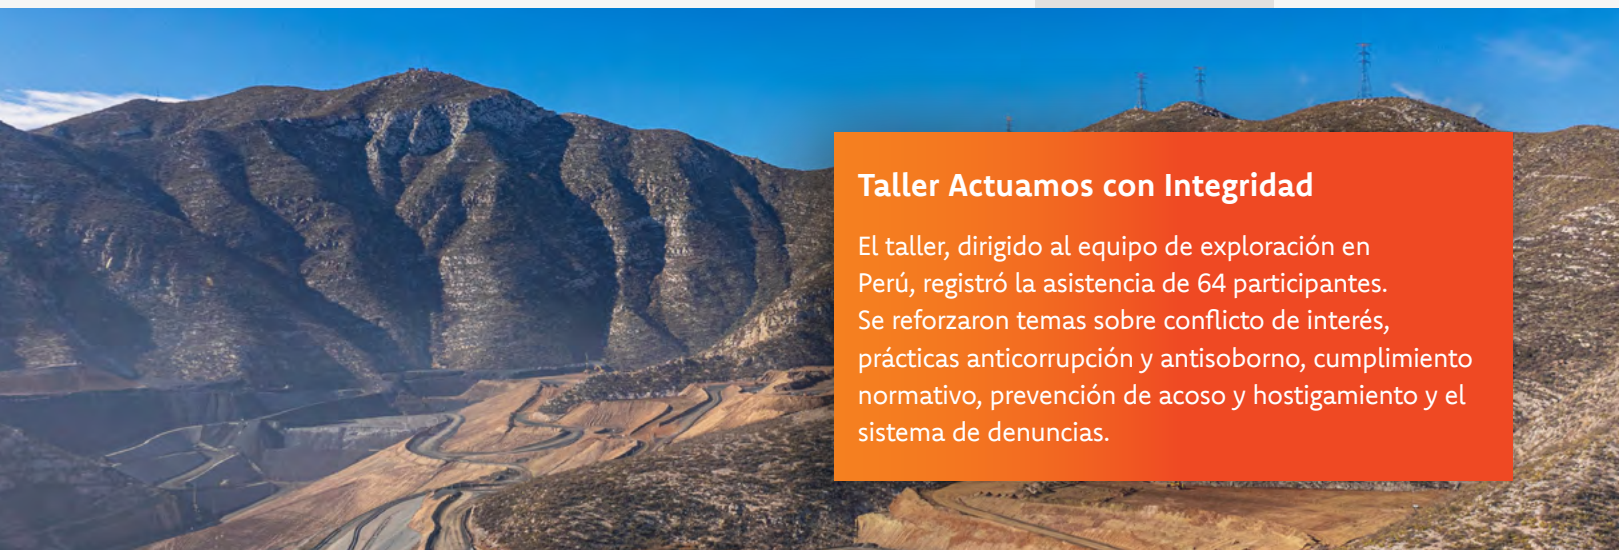 Taller Actuamos con Integridad
El taller, dirigido al equipo de exploración en
Perú, registró la asistencia de 64 participantes.
Se reforzaron temas sobre conflicto de interés,
prácticas anticorrupción y antisoborno, cumplimiento
normativo, prevención de acoso y hostigamiento y el
sistema de denuncias.